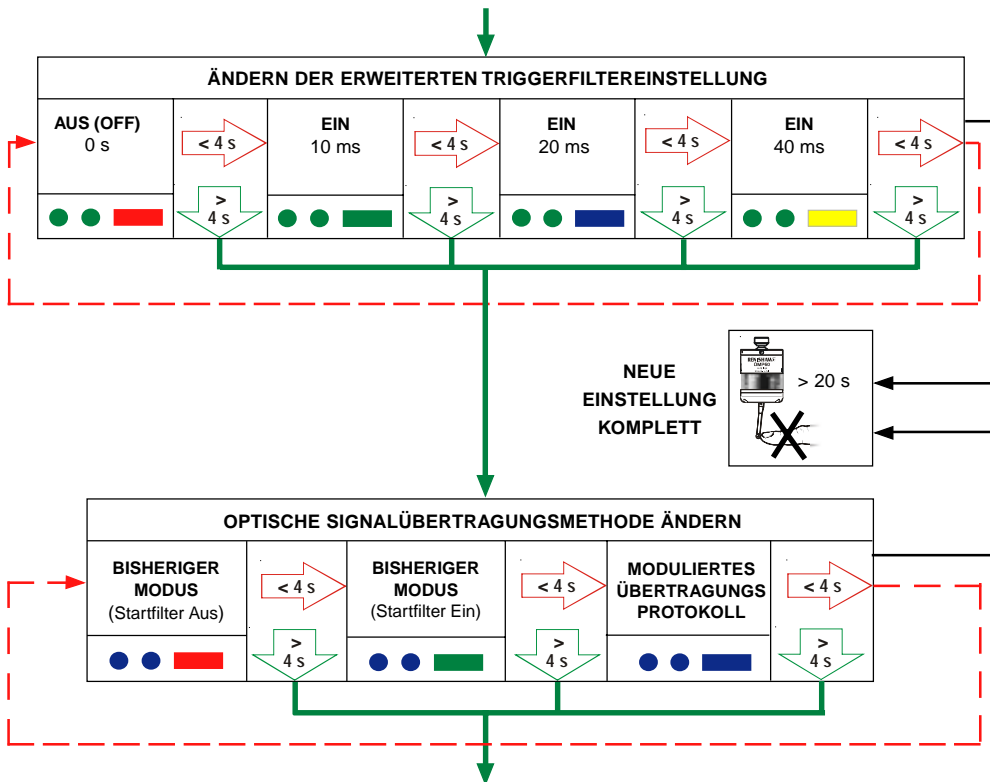 ÄNDERN DER ERWEITERTEN TRIGGERFILTEREINSTELLUNG
AUS (OFF)
0 s
< 4 s
EIN
10 ms
< 4 s
EIN
20 ms
< 4 s
EIN
40 ms
< 4 s
>
4 s
>
4 s
>
4 s
>
4 s
NEUE
EINSTELLUNG
KOMPLETT
RENISHAW
OMP60
> 20 s
OPTISCHE SIGNALÜBERTRAGUNGSMETHODE ÄNDERN
BISHERIGER
MODUS
(Startfilter Aus)
< 4 s
BISHERIGER
MODUS
(Startfilter Ein)
< 4 s
MODULIERTES
ÜBERTRAGUNGS
PROTOKOLL
< 4 s
>
4 s
>
4 s
>
4 s